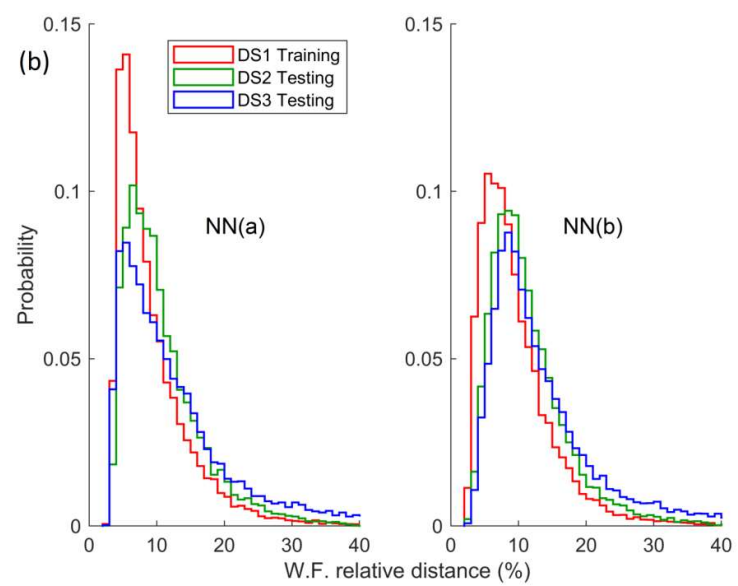 (b)
0.15
0.1
0.05
0
Probability
DS1 Training
DS2 Testing
DS3 Testing
NN(a)
0
10
20
30
40
0.15
0.1
0.05
0
NN(b)
0
10
20
30
40
W.F. relative distance (%)